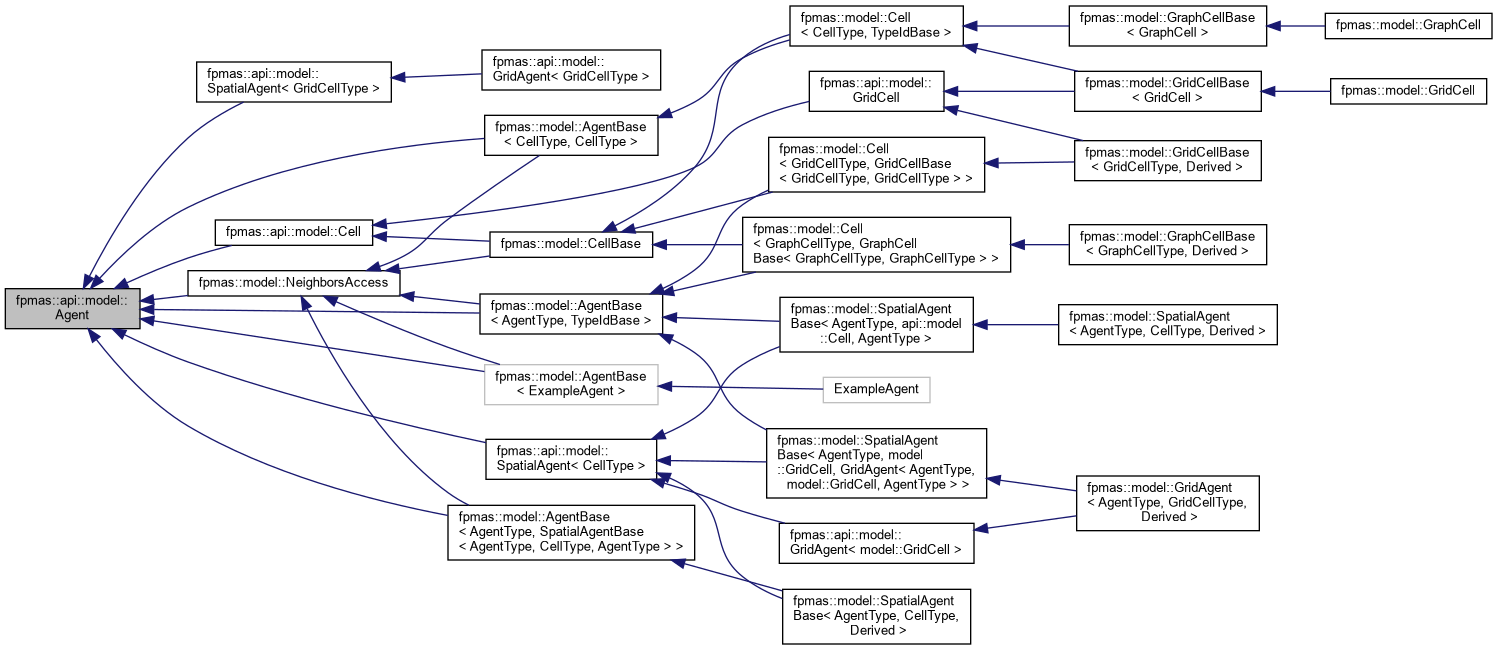 fpmas::api::model::
Agent
fpmas::api::model::
SpatialAgent< GridCellType >
fpmas::api::model::
GridAgent< GridCellType >
fpmas::model::AgentBase
< CellType, CellType >
fpmas::api::model::Cell
fpmas::model::CellBase
fpmas::model::NeighborsAccess
fpmas::model::AgentBase
< AgentType, TypeIdBase >
fpmas::model::AgentBase
< ExampleAgent >
fpmas::api::model::
SpatialAgent< CellType >
fpmas::model::AgentBase
< AgentType, SpatialAgentBase
< AgentType, CellType, AgentType > >
fpmas::model::Cell
< CellType, TypeIdBase >
fpmas::api::model::
GridCell
fpmas::model::Cell
< GridCellType, GridCellBase
< GridCellType, GridCellType > >
fpmas::model::Cell
< GraphCellType, GraphCell
Base< GraphCellType, GraphCellType > >
fpmas::model::SpatialAgent
Base< AgentType, api::model
::Cell, AgentType >
ExampleAgent
fpmas::model::SpatialAgent
Base< AgentType, model
::GridCell, GridAgent< AgentType,
model::GridCell, AgentType > >
fpmas::api::model::
GridAgent< model::GridCell >
fpmas::model::SpatialAgent
Base< AgentType, CellType,
Derived >
fpmas::model::GraphCellBase
< GraphCell >
fpmas::model::GridCellBase
< GridCell >
fpmas::model::GridCellBase
< GridCellType, Derived >
fpmas::model::GraphCellBase
< GraphCellType, Derived >
fpmas::model::SpatialAgent
< AgentType, CellType, Derived >
fpmas::model::GridAgent
< AgentType, GridCellType,
Derived >
fpmas::model::GraphCell
fpmas::model::GridCell